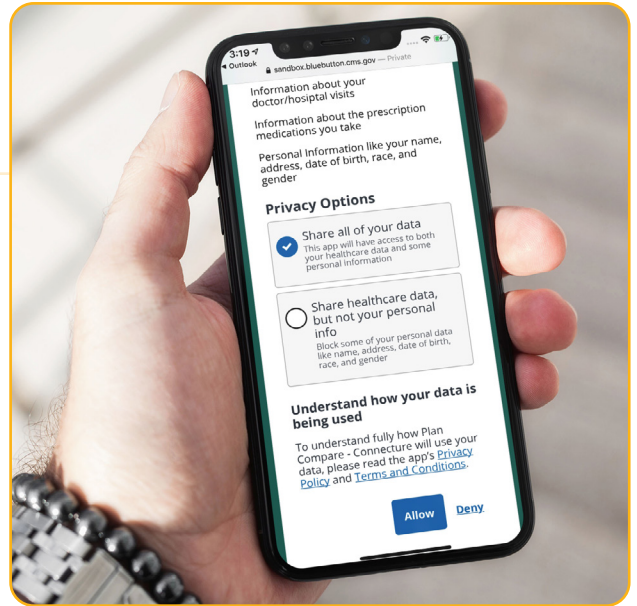 3:19
Outlook
sandbox.bluebutton.cms.gov — Private
Information about your
doctor/hosiptal visits
Information about the prescription
medications you take
Personal Information like your name,
address, date of birth, race, and
gender
Privacy Options
Share all of your data
This app will have access to both
your healthcare data and some
personal information
Share healthcare data,
but not your personal
info
Block some of your personal data
like name, address, date of birth,
race, and gender
Understand how your data is
being used
To understand fully how Plan
Compare - Connecture will use your
data, please read the app's Privacy
Policy and Terms and Conditions.
Allow Deny